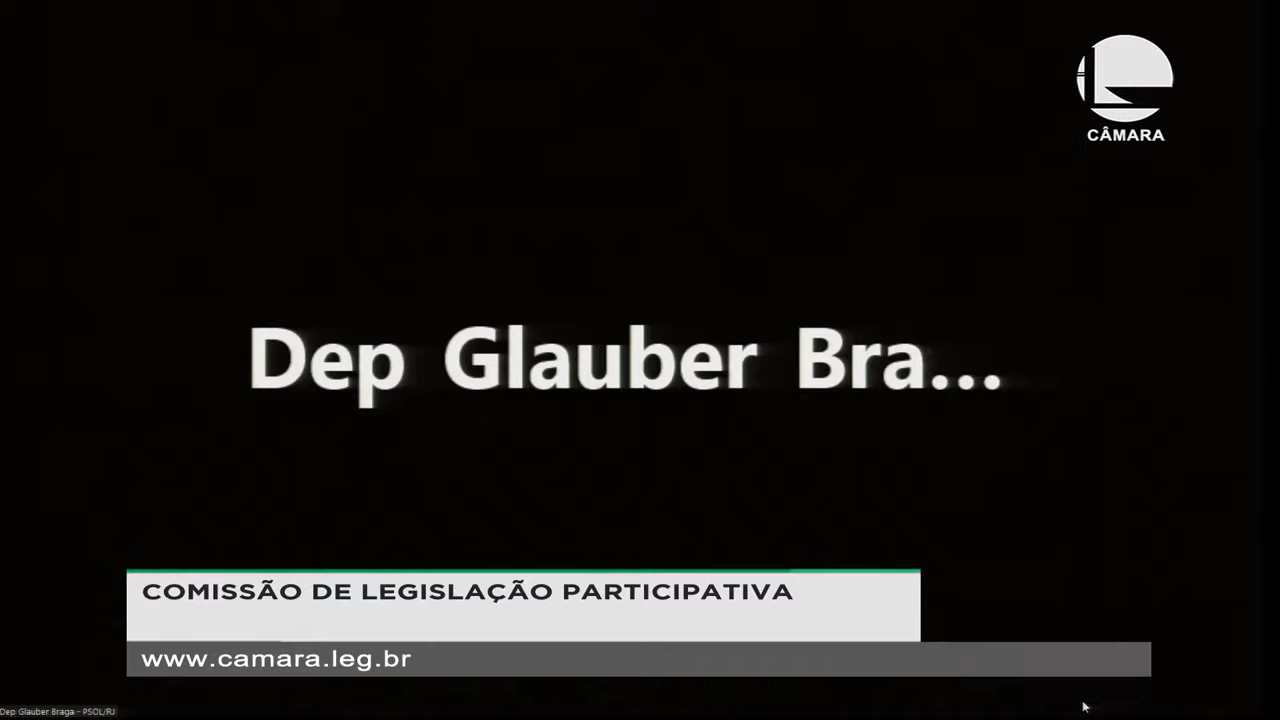 CÂMARA
Dep Glauber Bra...
COMISSÃO DE LEGISLAÇÃO PARTICIPATIVA
www.camara.leg.br
Dep Glauber Braga - PSOL/RJ